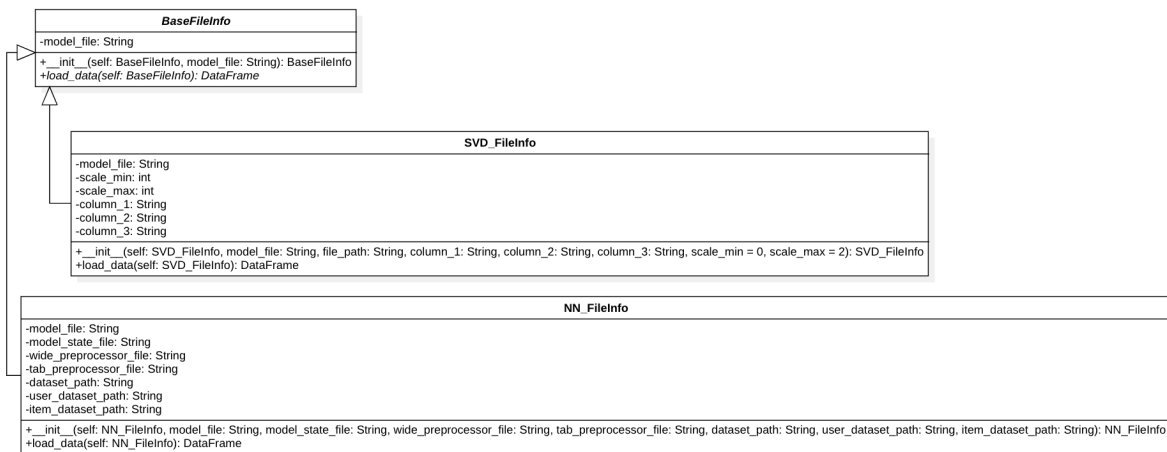 BaseFileInfo
-model_file: String
+__init__(self: BaseFileInfo, model_file: String): BaseFileInfo
+load_data(self: BaseFileInfo): DataFrame
SVD_FileInfo
-model_file: String
-scale_min: int
-scale_max: int
-column_1: String
-column_2: String
-column_3: String
+__init__(self: SVD_FileInfo, model_file: String, file_path: String, column_1: String, column_2: String, column_3: String, scale_min = 0, scale_max = 2): SVD_FileInfo
+load_data(self: SVD_FileInfo): DataFrame
NN_FileInfo
-model_file: String
-model_state_file: String
-wide_preprocessor_file: String
-tab_preprocessor_file: String
-dataset_path: String
-user_dataset_path: String
-item_dataset_path: String
+__init__(self: NN_FileInfo, model_file: String, model_state_file: String, wide_preprocessor_file: String, tab_preprocessor_file: String, dataset_path: String, user_dataset_path: String, item_dataset_path: String): NN_FileInfo
+load_data(self: NN_FileInfo): DataFrame